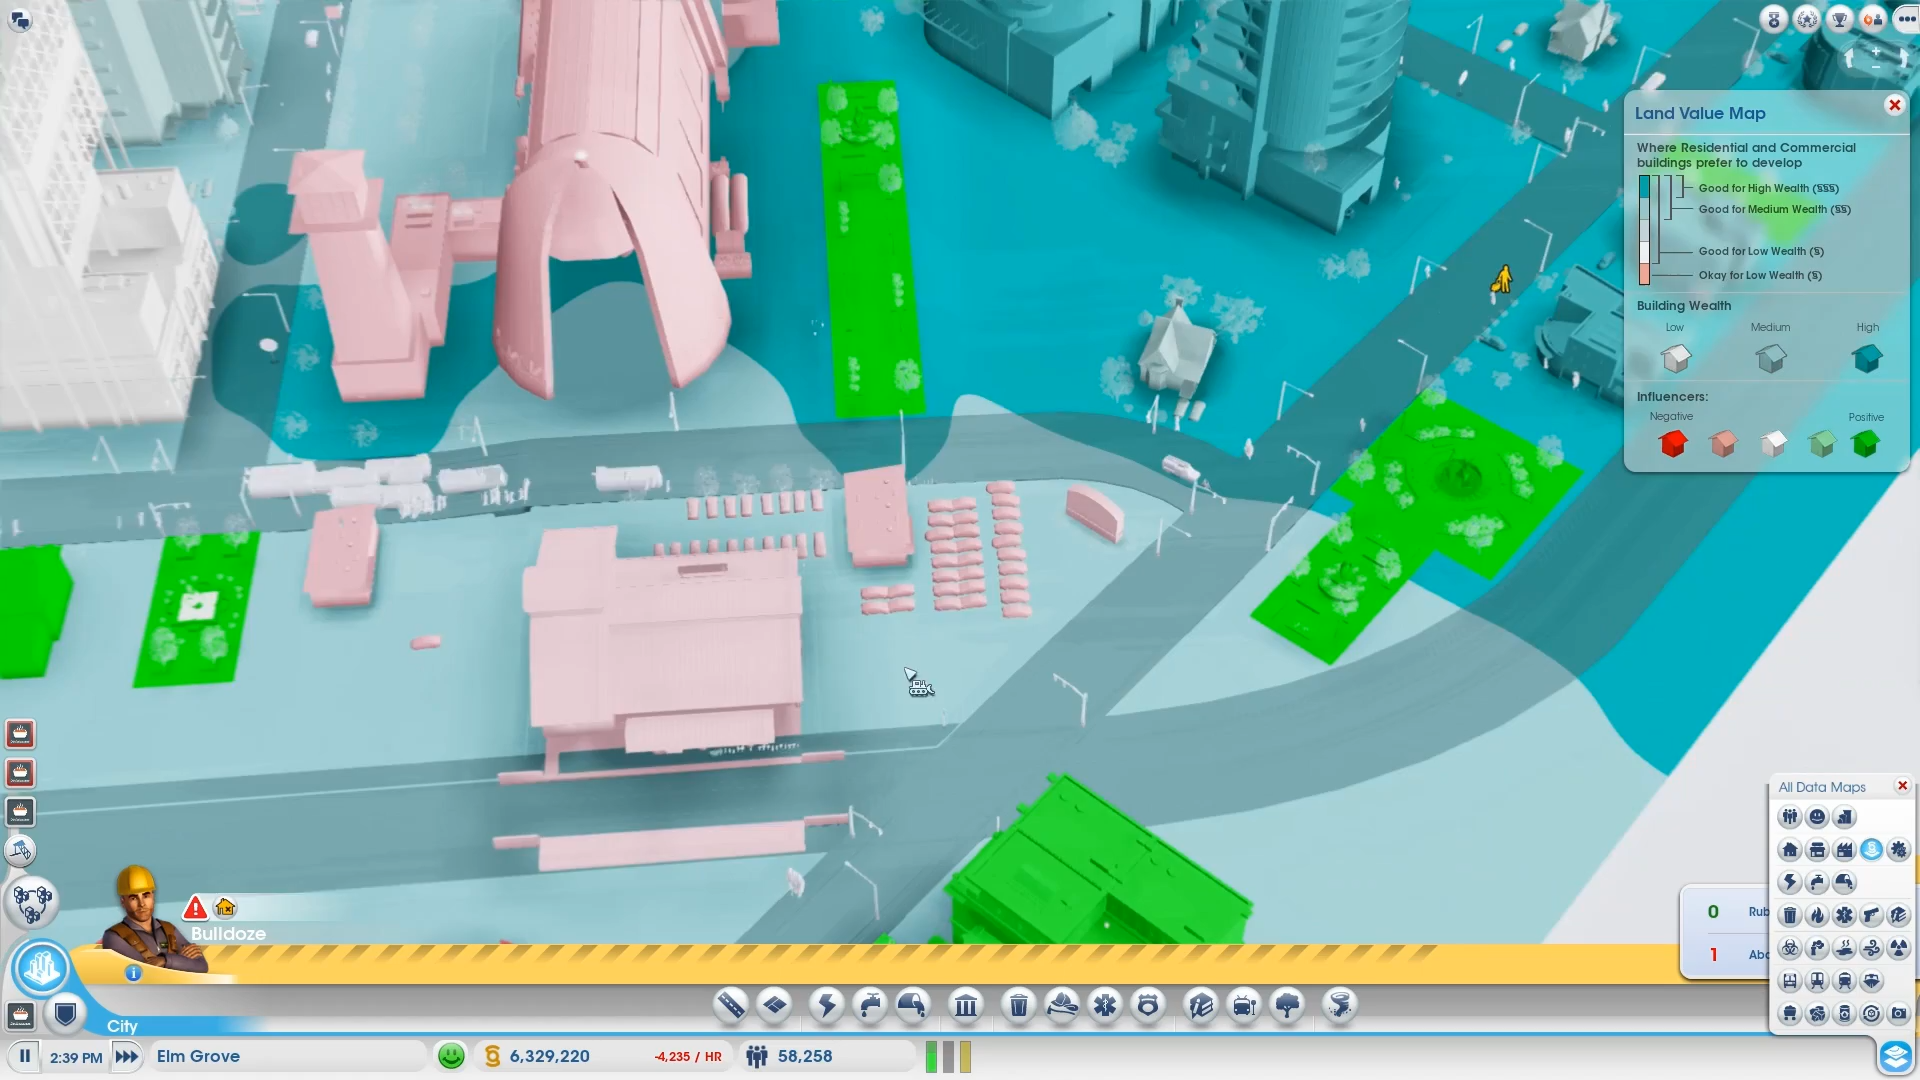 Land Value Map
Where Residential and Commercial
buildings prefer to develop
Good for High Wealth (§§§)
Good for Medium Wealth (§§)
Good for Low Wealth (§)
Okay for Low Wealth (§)
Building Wealth
Low
Medium
High
Influencers:
Negative
Positive
All Data Maps
0 Rub
1 Abc
Bulldoze
City
2:39 PM
Elm Grove
6,329,220
-4,235 / HR
58,258